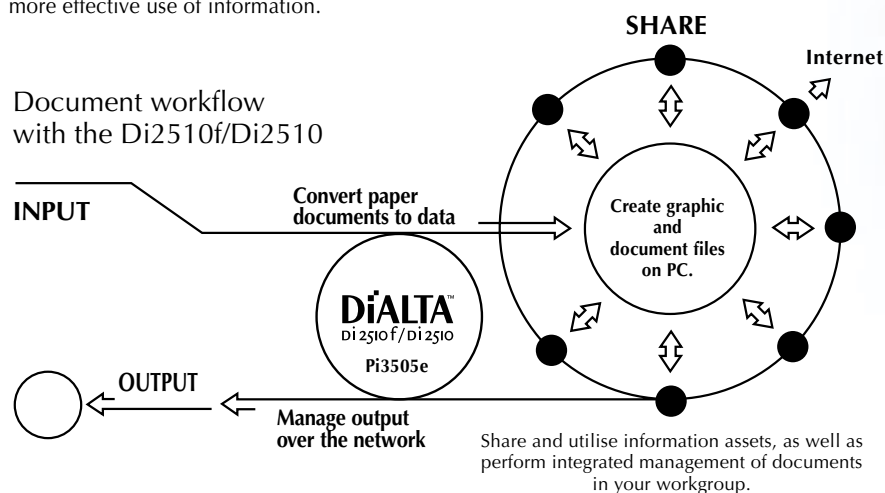 more effective use of information.
SHARE
Internet
Document workflow
with the Di2510f/Di2510
INPUT
Convert paper
documents to data
Create graphic
and
document files
on PC.
DiALTA™
Di2510f/Di2510
Pi3505e
OUTPUT
Manage output
over the network
Share and utilise information assets, as well as
perform integrated management of documents
in your workgroup.